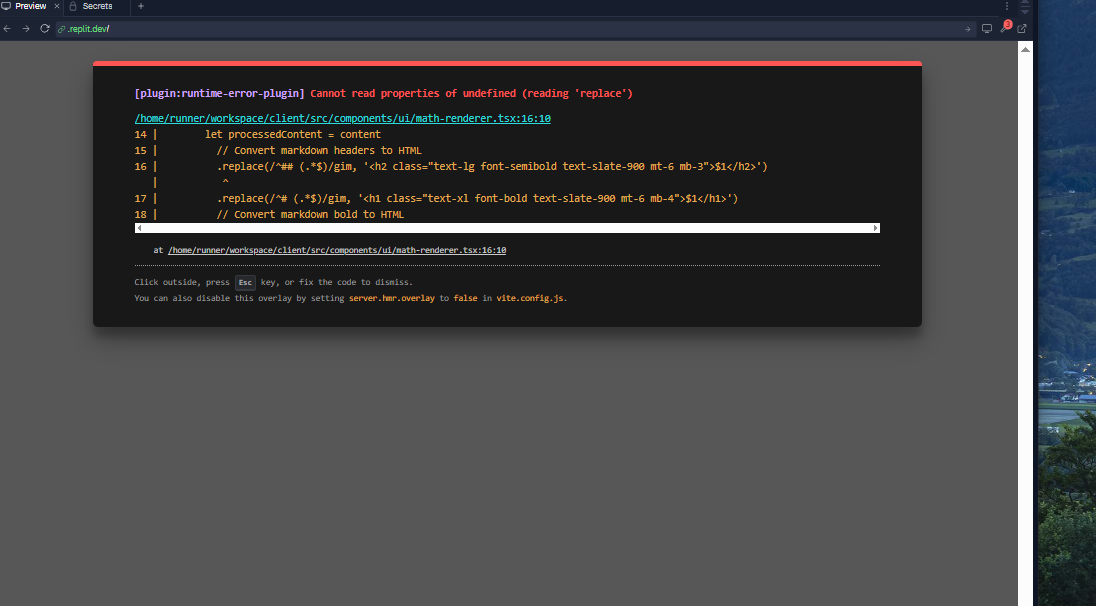 Preview × Secrets +
.replit.dev/
3
[plugin:runtime-error-plugin] Cannot read properties of undefined (reading 'replace')
/home/runner/workspace/client/src/components/ui/math-renderer.tsx:16:10
14 | let processedContent = content
15 | // Convert markdown headers to HTML
16 | .replace(/^## (.*$)/gim, '<h2 class="text-lg font-semibold text-slate-900 mt-6 mb-3">$1</h2>')
| ^
17 | .replace(/^# (.*$)/gim, '<h1 class="text-xl font-bold text-slate-900 mt-6 mb-4">$1</h1>')
18 | // Convert markdown bold to HTML
at /home/runner/workspace/client/src/components/ui/math-renderer.tsx:16:10
Click outside, press Esc key, or fix the code to dismiss.
You can also disable this overlay by setting server.hmr.overlay to false in vite.config.js.